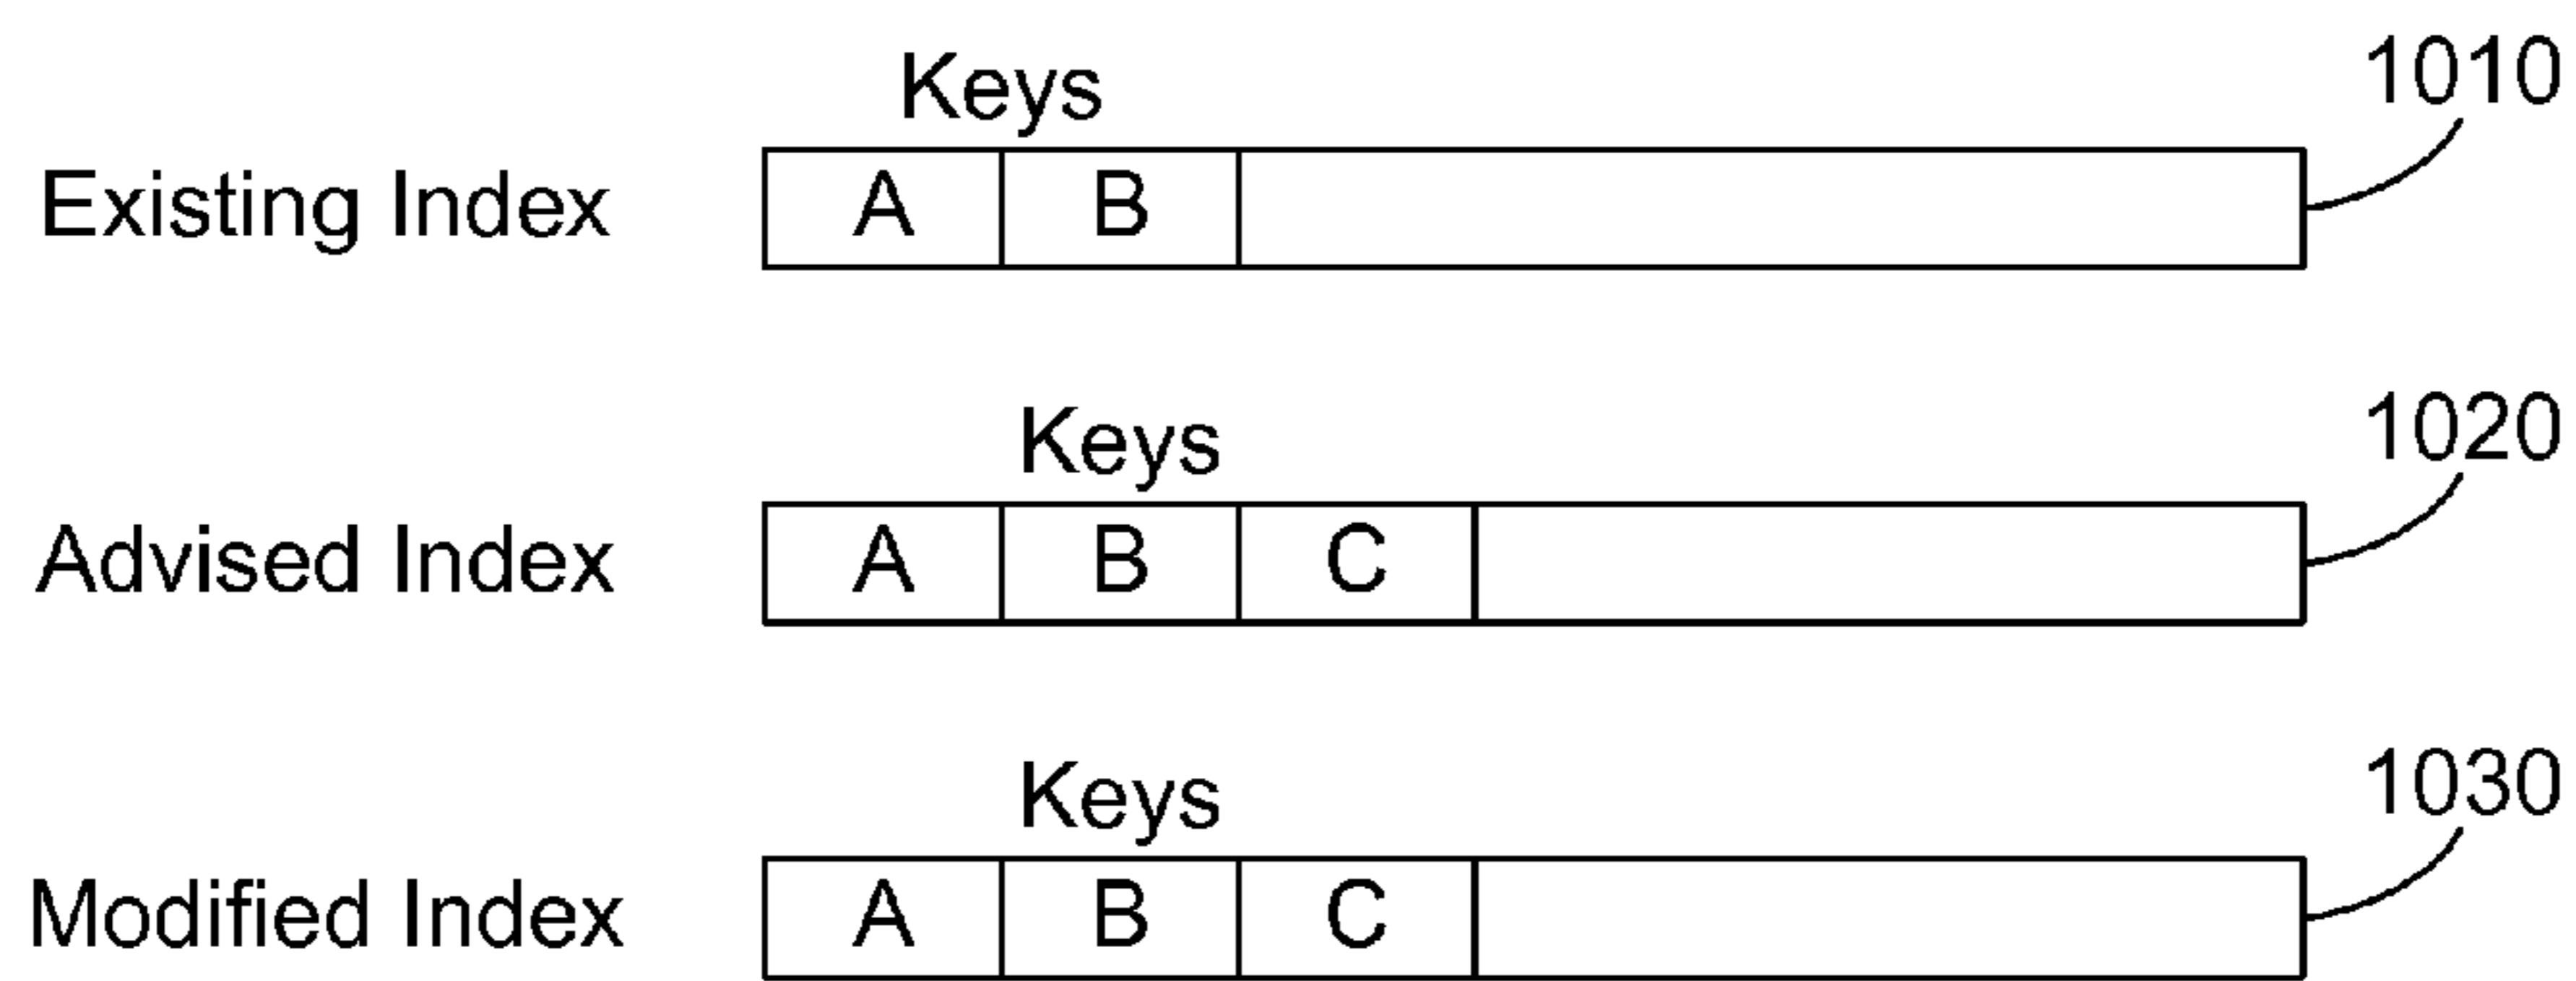 Keys 1010
Existing Index A B
Keys 1020
Advised Index A B C
Keys 1030
Modified Index A B C